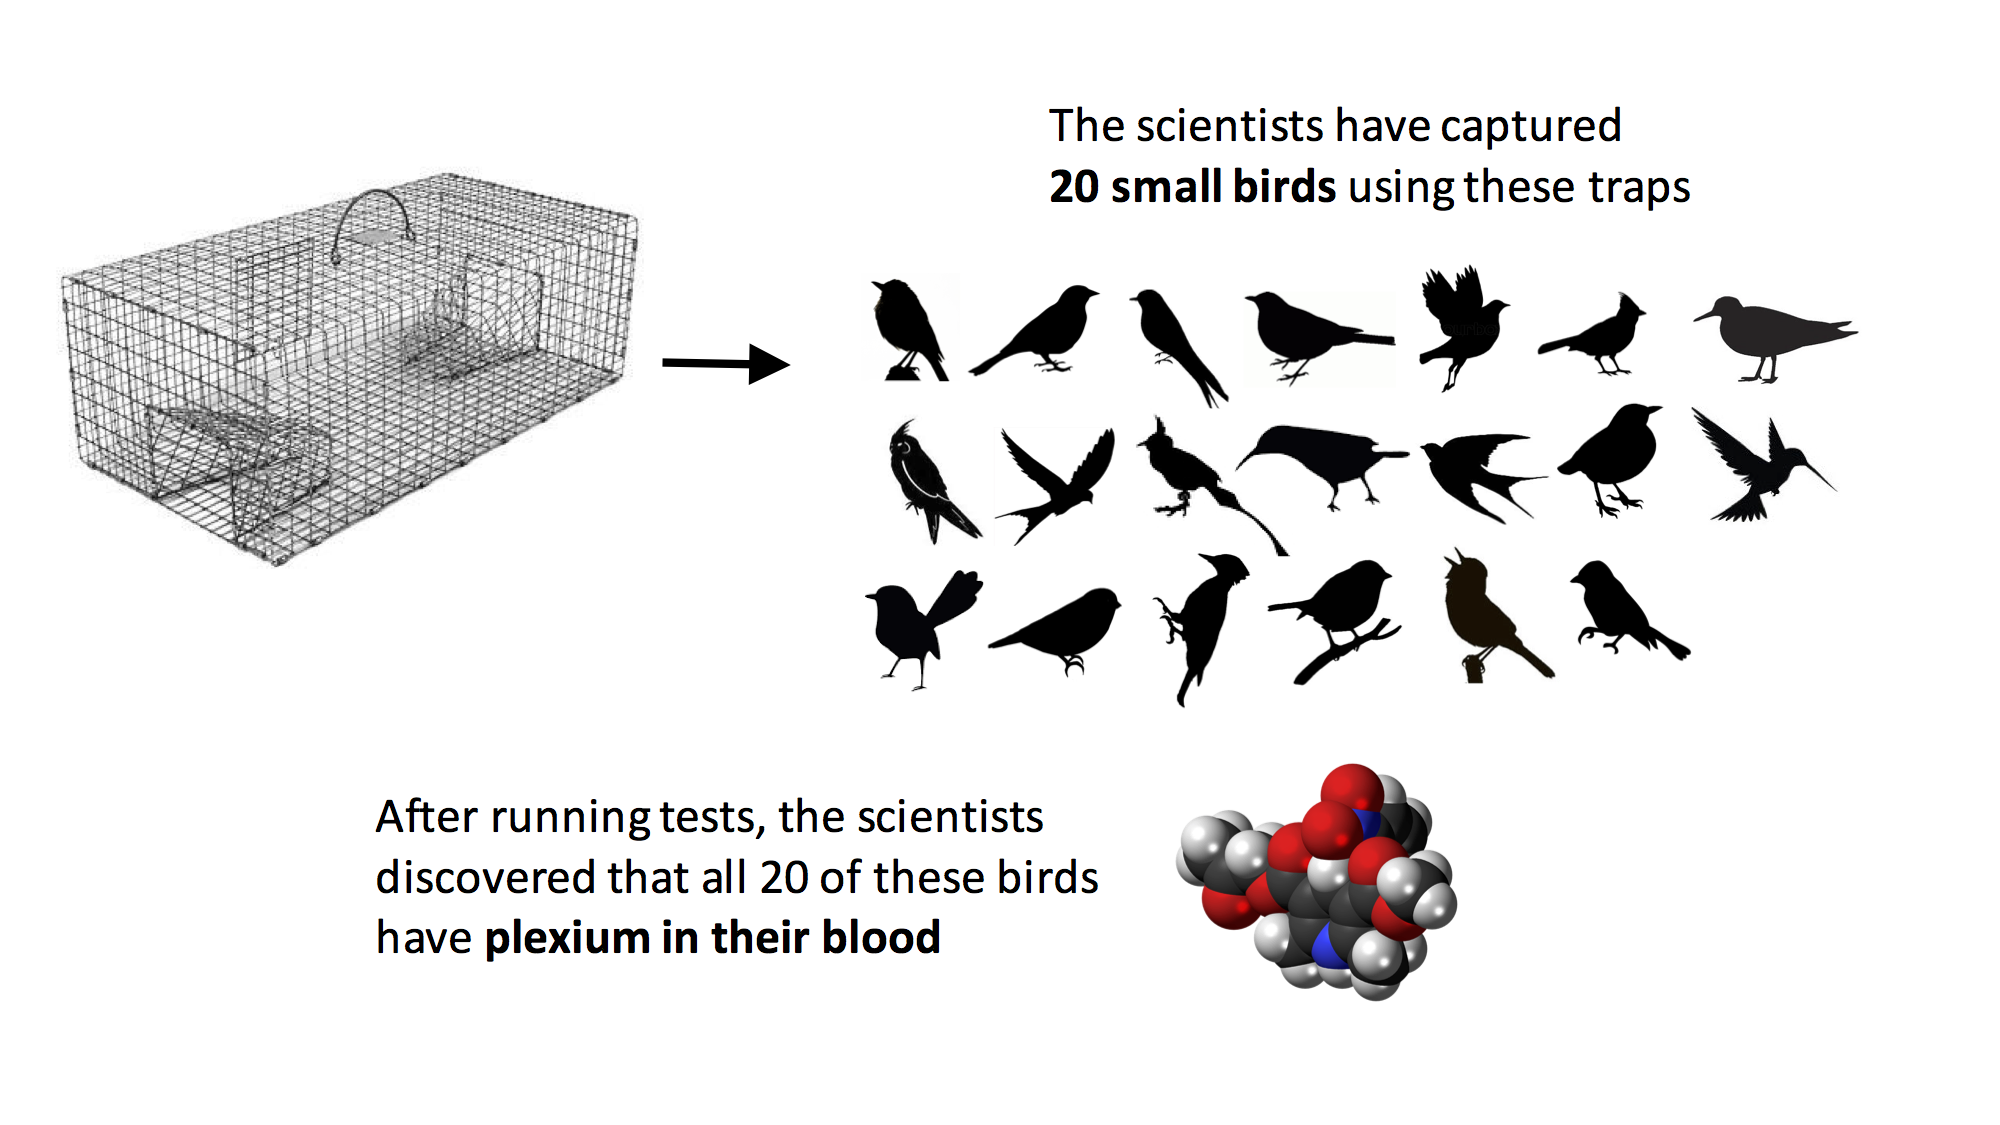 The scientists have captured
20 small birds using these traps
After running tests, the scientists
discovered that all 20 of these birds
have plexium in their blood